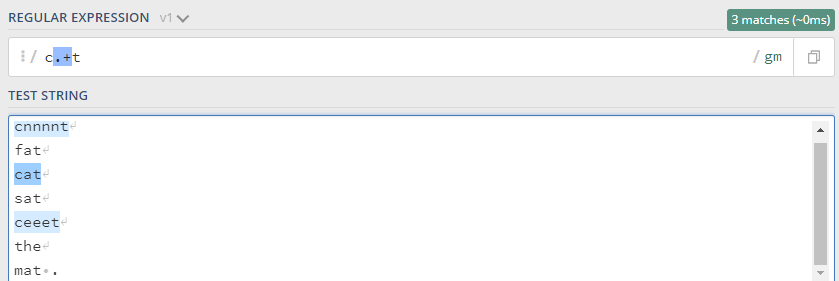 REGULAR EXPRESSION v1 3 matches (~0ms)
/ c.+t / gm
TEST STRING
cnnnnt
fat
cat
sat
ceeet
the
mat .